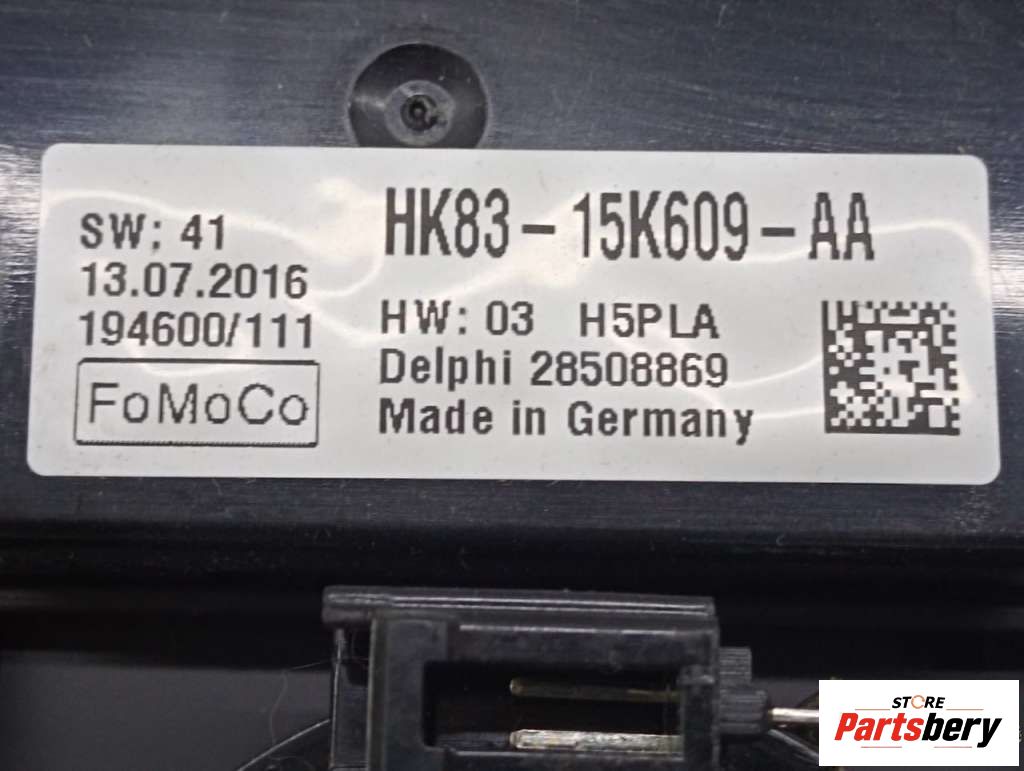 SW: 41
13.07.2016
194600/111
FoMoCo
HK83-15K609-AA
HW: 03 H5PLA
Delphi 28508869
Made in Germany
STORE
Partsbery